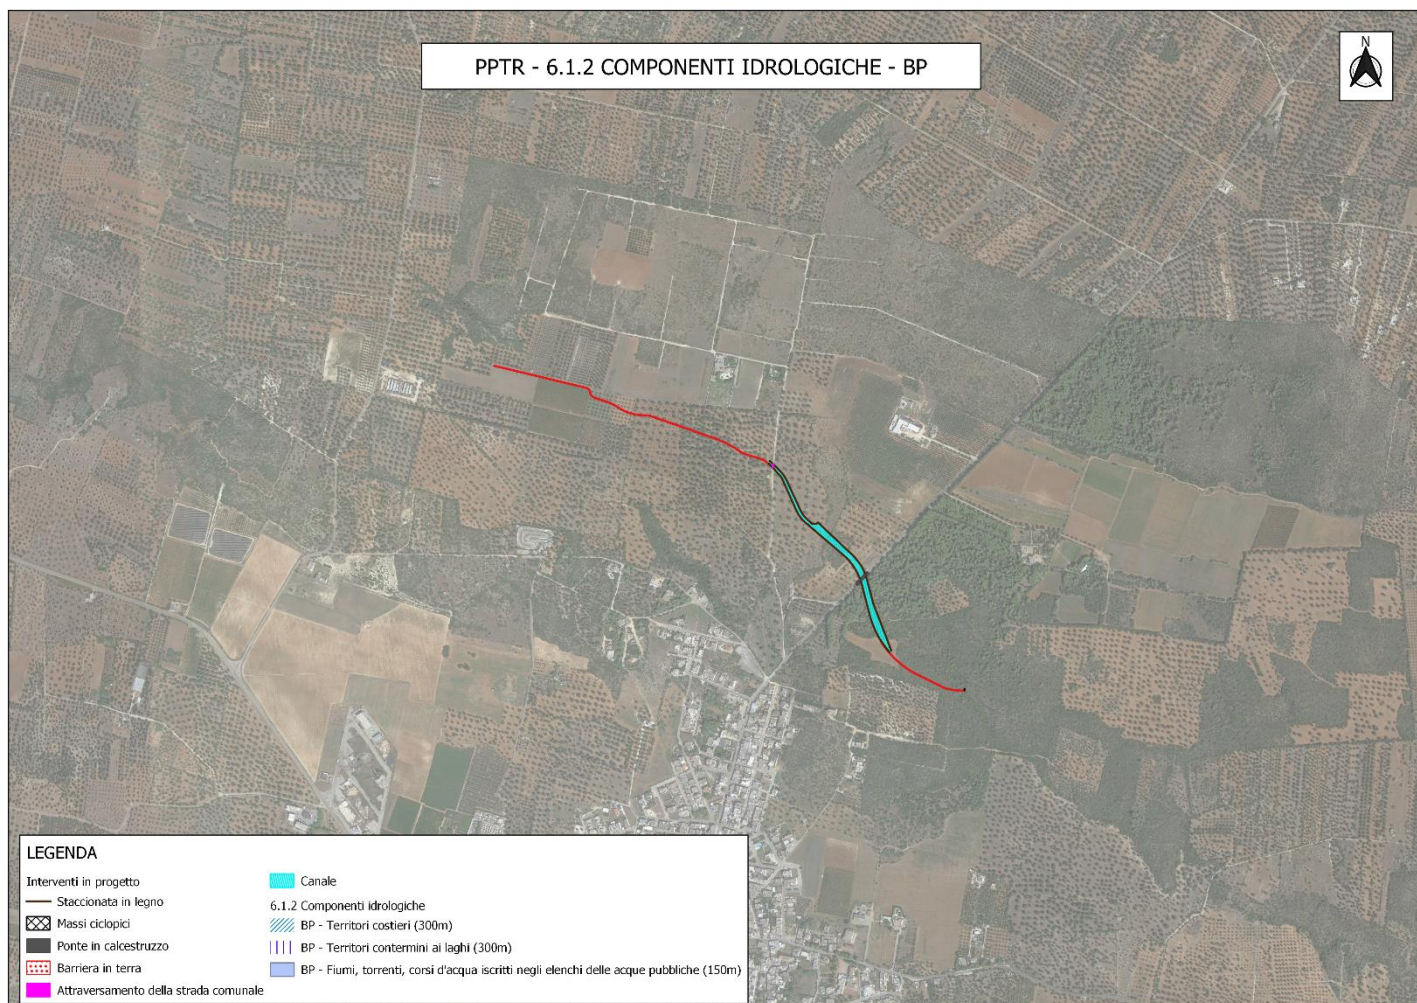 PPTR - 6.1.2 COMPONENTI IDROLOGICHE - BP
N
LEGENDA
Interventi in progetto
Staccionata in legno
Massi ciclopici
Ponte in calcestruzzo
Barriera in terra
Attraversamento della strada comunale
Canale
6.1.2 Componenti idrologiche
BP - Territori costieri (300m)
BP - Territori contermini ai laghi (300m)
BP - Fiumi, torrenti, corsi d'acqua iscritti negli elenchi delle acque pubbliche (150m)